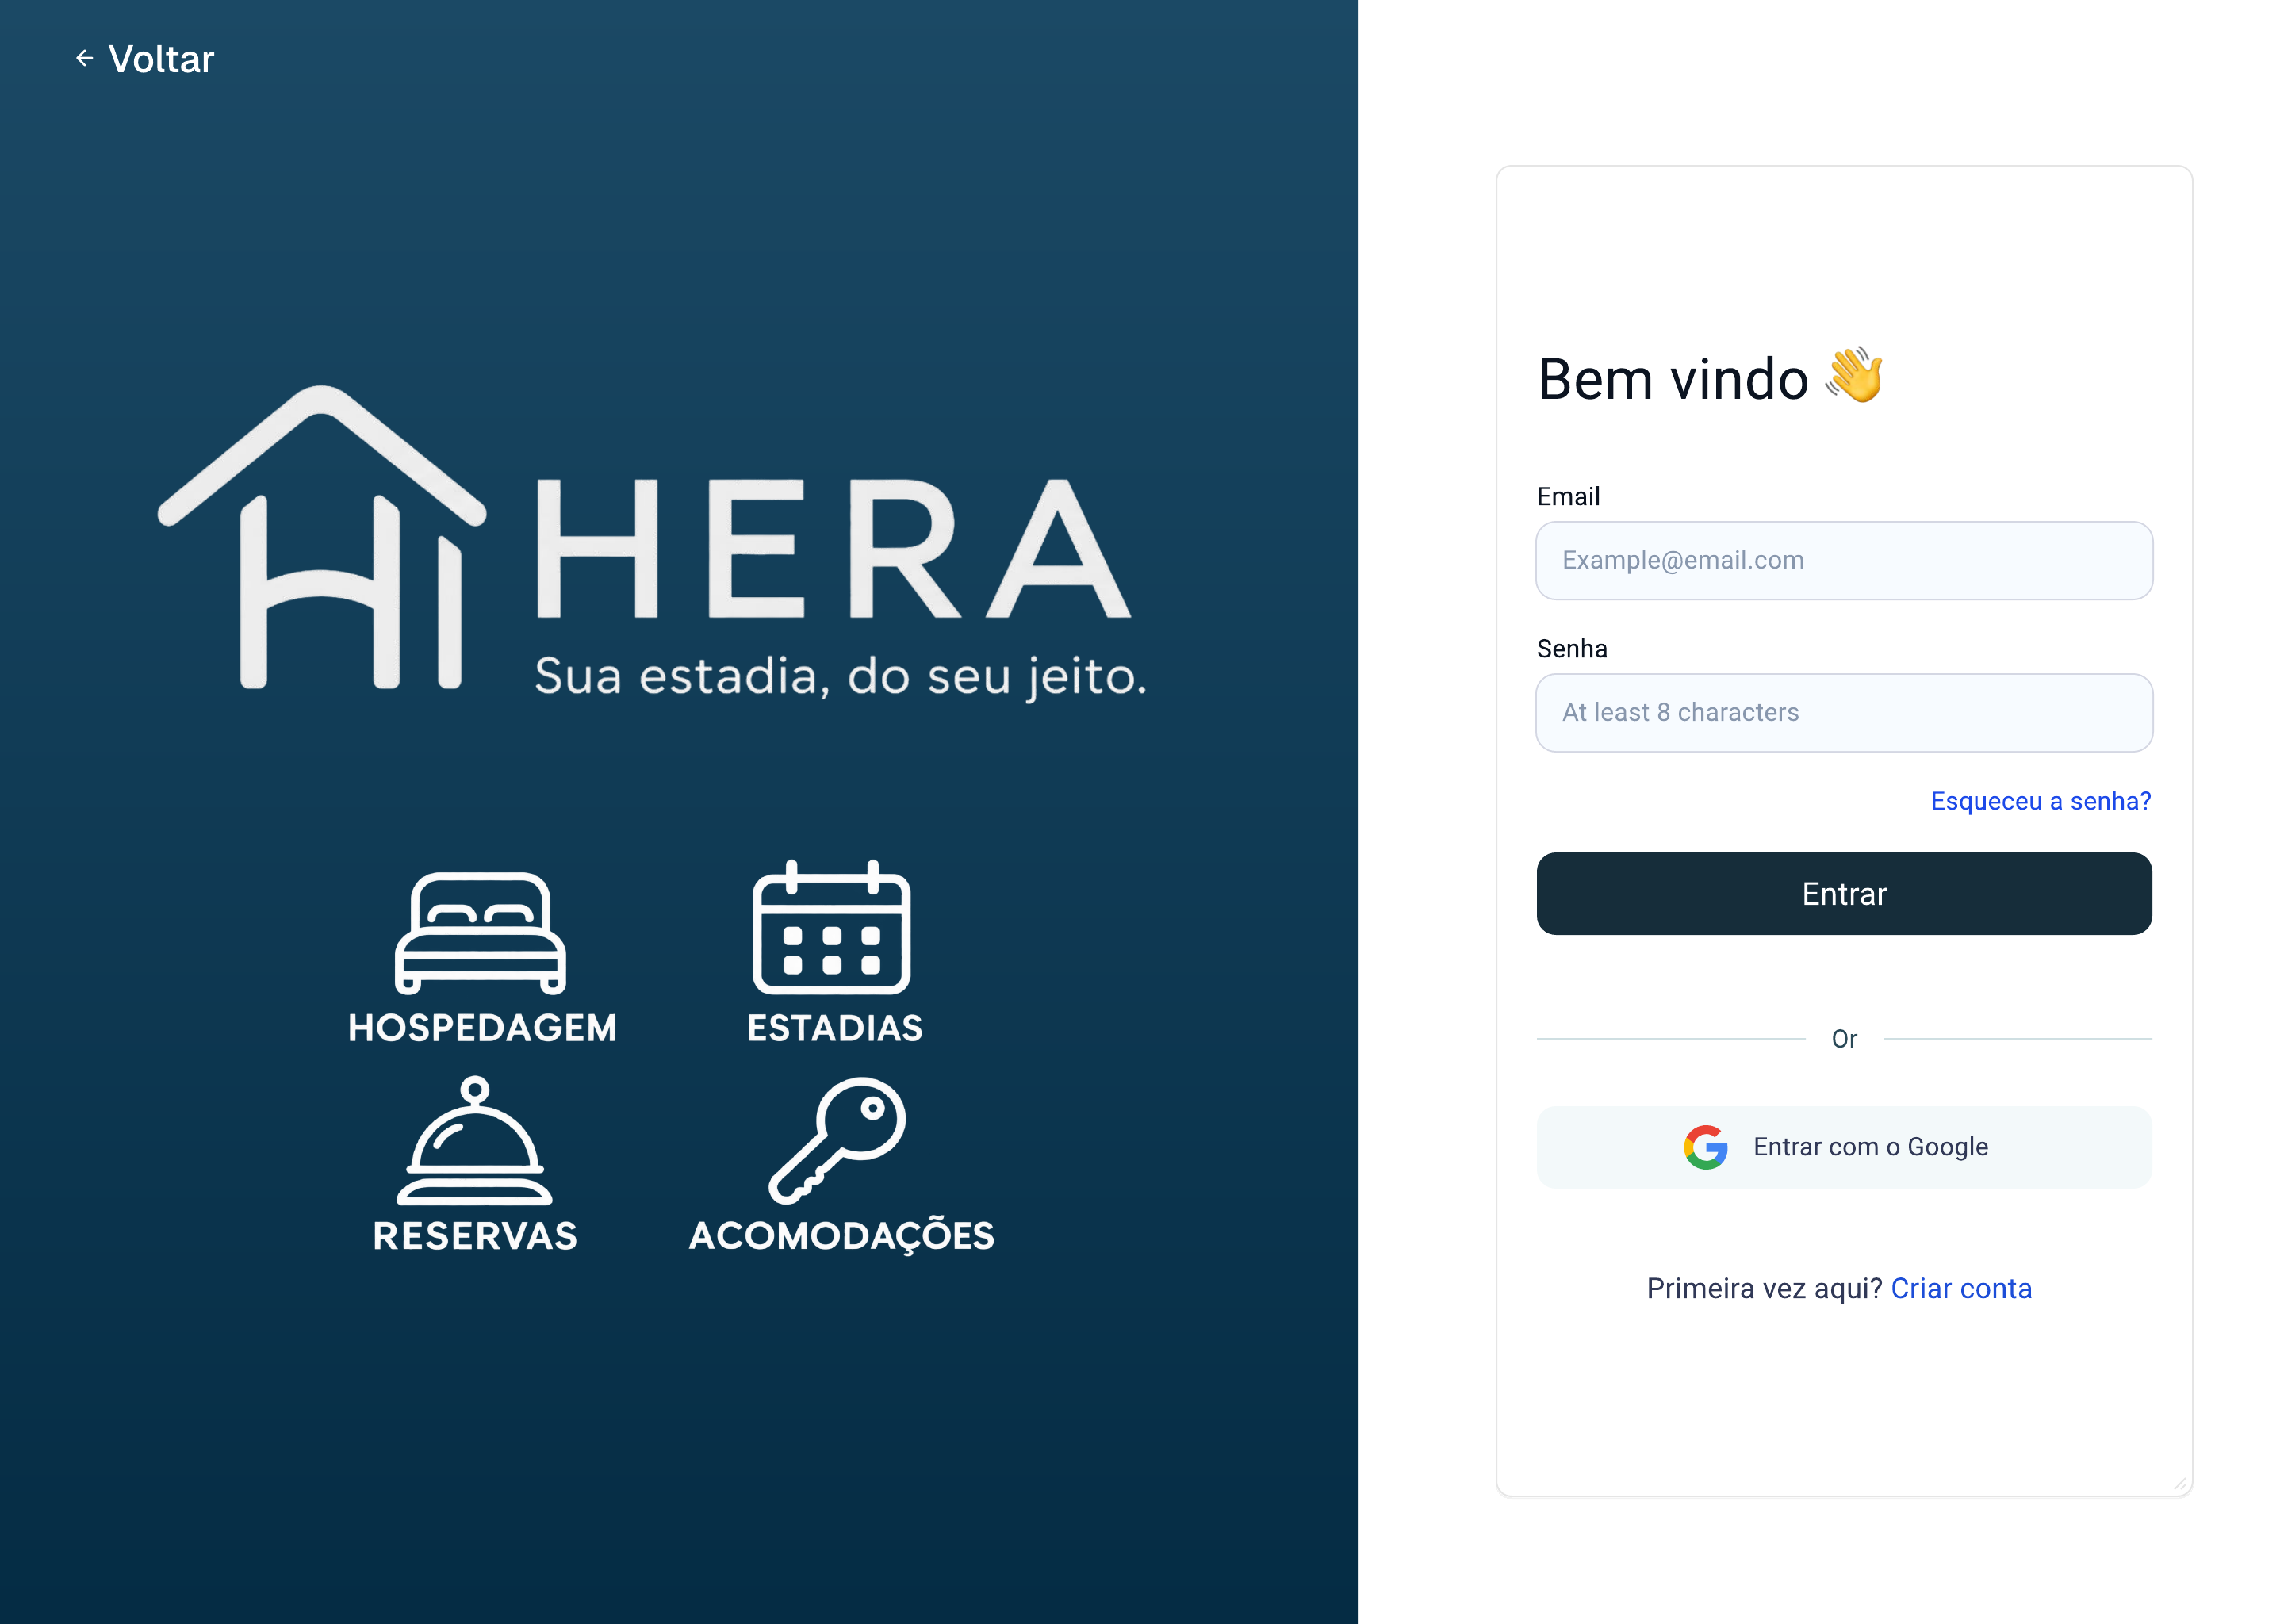 Voltar
HERA
Sua estadia, do seu jeito.
HOSPEDAGEM
ESTADIAS
RESERVAS
ACOMODAÇÕES
Bem vindo 👋
Email
Example@email.com
Senha
At least 8 characters
Esqueceu a senha?
Entrar
Or
Entrar com o Google
Primeira vez aqui? Criar conta